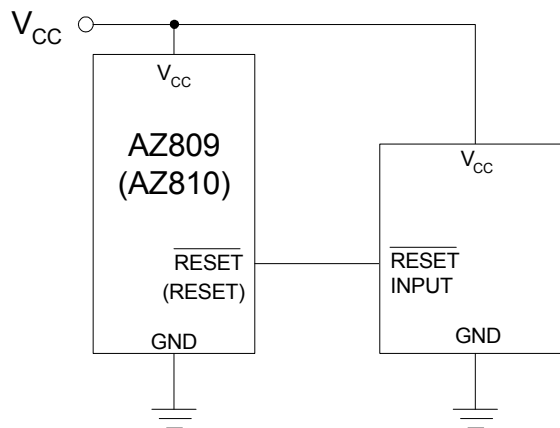 VCC
VCC
AZ809
(AZ810)
RESET
(RESET)
GND
VCC
RESET
INPUT
GND